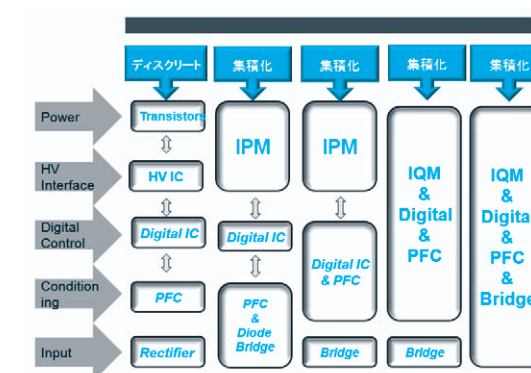 ディスクリート
集積化
集積化
集積化
集積化
Power
Transistors
IPM
IPM
IQM
&
Digital
&
PFC
IQM
&
Digita
&
PFC
&
Bridge
HV
Interface
HV IC
Digital
Control
Digital IC
Digital IC
Digital IC
& PFC
Condition
ing
PFC
PFC
&
Diode
Bridge
Input
Rectifier
Bridge
Bridge